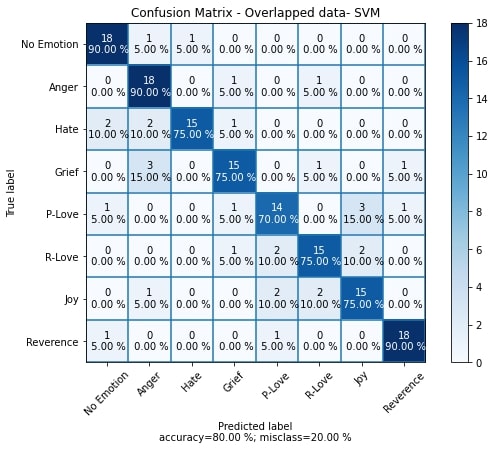 Confusion Matrix - Overlapped data- SVM
No Emotion 18 1 1 0 0 0 0 0
90.00 % 5.00 % 5.00 % 0.00 % 0.00 % 0.00 % 0.00 % 0.00 %
Anger 0 18 0 1 0 1 0 0
0.00 % 90.00 % 0.00 % 5.00 % 0.00 % 5.00 % 0.00 % 0.00 %
Hate 2 2 15 1 0 0 0 0
10.00 % 10.00 % 75.00 % 5.00 % 0.00 % 0.00 % 0.00 % 0.00 %
Grief 0 3 0 15 0 1 0 1
0.00 % 15.00 % 0.00 % 75.00 % 0.00 % 5.00 % 0.00 % 5.00 %
P-Love 1 0 0 1 14 0 3 1
5.00 % 0.00 % 0.00 % 5.00 % 70.00 % 0.00 % 15.00 % 5.00 %
R-Love 0 0 0 1 2 15 2 0
0.00 % 0.00 % 0.00 % 5.00 % 10.00 % 75.00 % 10.00 % 0.00 %
Joy 0 1 0 0 2 2 15 0
0.00 % 5.00 % 0.00 % 0.00 % 10.00 % 10.00 % 75.00 % 0.00 %
Reverence 1 0 0 0 1 0 0 18
5.00 % 0.00 % 0.00 % 0.00 % 5.00 % 0.00 % 0.00 % 90.00 %
True label
No Emotion Anger Hate Grief P-Love R-Love Joy Reverence
Predicted label
accuracy=80.00 %; misclass=20.00 %
18
16
14
12
10
8
6
4
2
0